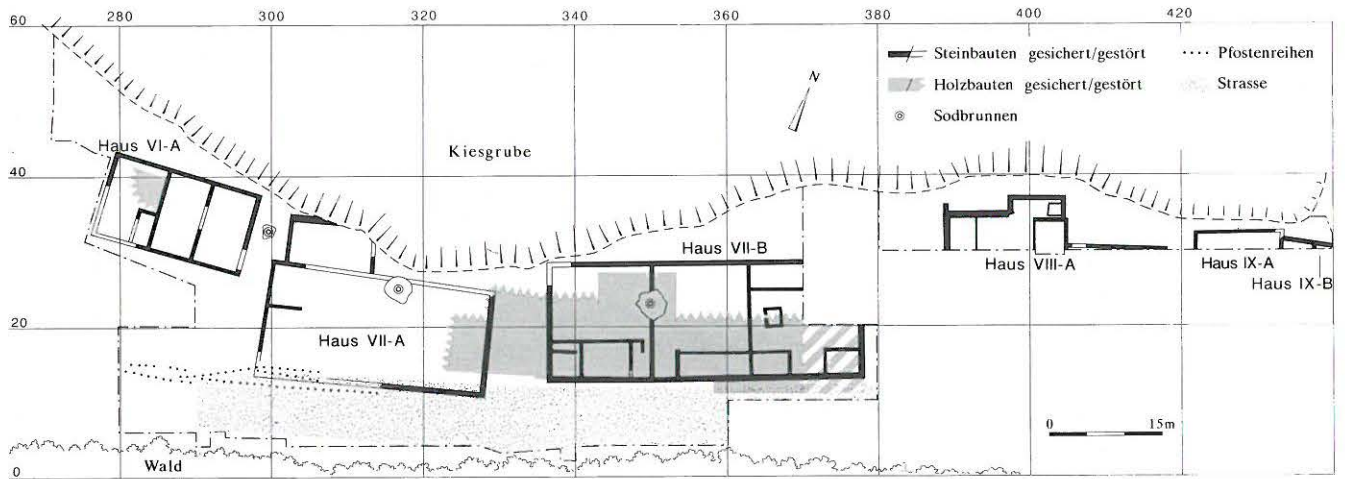 60
280
300
320
340
360
380
400
420
Steinbauten gesichert/gestört
Pfostenreihen
Holzbauten gesichert/gestört
Strasse
Sodbrunnen
N
Kiesgrube
Haus VI-A
40
Haus VII-B
Haus VIII-A
Haus IX-A
Haus IX-B
20
Haus VII-A
0 15m
Wald
0